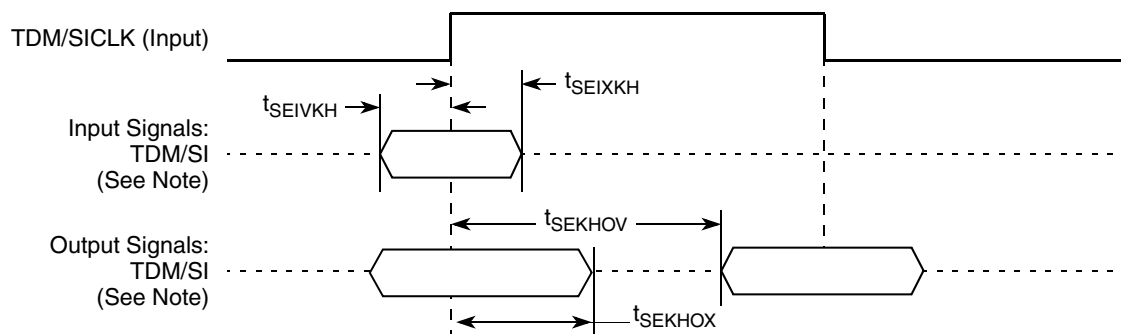 TDM/SICLK (Input)
tSEIXKH
tSEIVKH
Input Signals:
TDM/SI
(See Note)
tSEKHOV
Output Signals:
TDM/SI
(See Note)
tSEKHOX